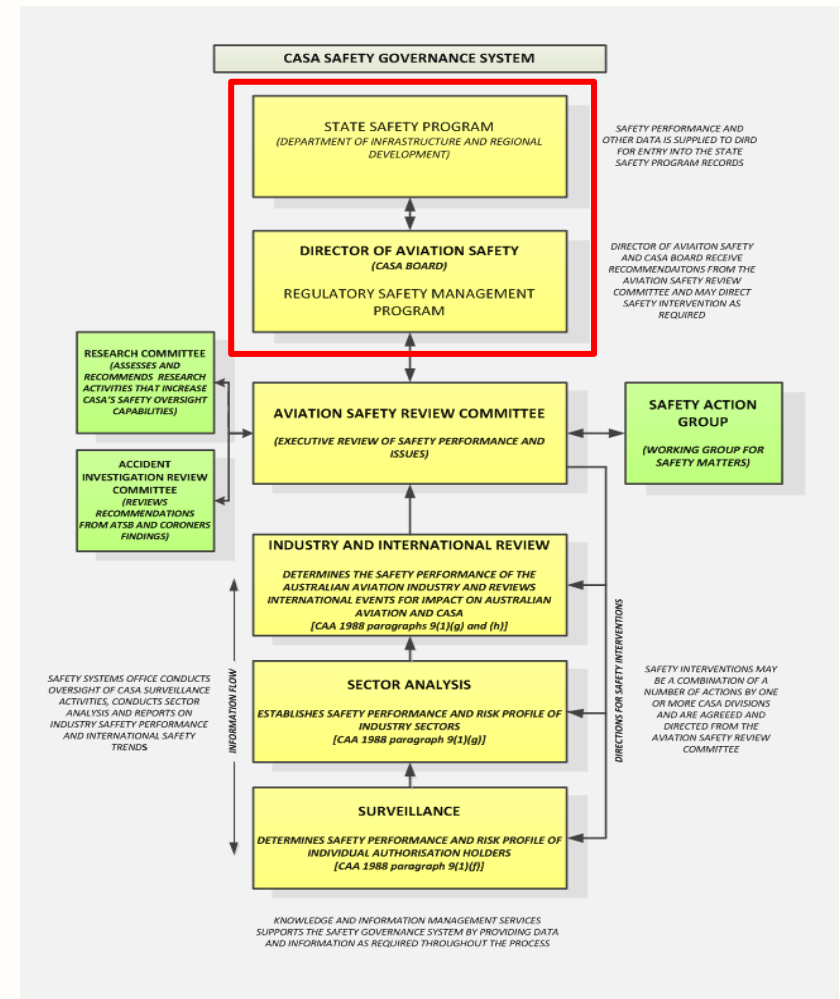 CASA SAFETY GOVERNANCE SYSTEM
STATE SAFETY PROGRAM
(DEPARTMENT OF INFRASTRUCTURE AND REGIONAL
DEVELOPMENT)
SAFETY PERFORMANCE AND
OTHER DATA IS SUPPLIED TO DIRD
FOR ENTRY INTO THE STATE
SAFETY PROGRAM RECORDS
DIRECTOR OF AVIATION SAFETY
(CASA BOARD)
REGULATORY SAFETY MANAGEMENT
PROGRAM
DIRECTOR OF AVIAITON SAFETY
AND CASA BOARD RECEIVE
RECOMMENDAITONS FROM THE
AVIATION SAFETY REVIEW
COMMITTEE AND MAY DIRECT
SAFETY INTERVENTION AS
REQUIRED
RESEARCH COMMITTEE
(ASSESSES AND
RECOMMENDS RESEARCH
ACTIVITIES THAT INCREASE
CASA'S SAFETY OVERSIGHT
CAPABILITIES)
AVIATION SAFETY REVIEW COMMITTEE
(EXECUTIVE REVIEW OF SAFETY PERFORMANCE AND
ISSUES)
SAFETY ACTION
GROUP
(WORKING GROUP FOR
SAFETY MATTERS)
ACCIDENT
INVESTIGATION REVIEW
COMMITTEE
(REVIEWS
RECOMMENDATIONS
FROM ATSB AND CORONERS
FINDINGS)
INDUSTRY AND INTERNATIONAL REVIEW
DETERMINES THE SAFETY PERFORMANCE OF THE
AUSTRALIAN AVIATION INDUSTRY AND REVIEWS
INTERNATIONAL EVENTS FOR IMPACT ON AUSTRALIAN
AVIATION AND CASA
[CAA 1988 paragraphs 9(1)(g) and (h)]
SAFETY SYSTEMS OFFICE CONDUCTS
OVERSIGHT OF CASA SURVEILLANCE
ACTIVITIES, CONDUCTS SECTOR
ANALYSIS AND REPORTS ON
INDUSTRY SAFETY PERFORMANCE
AND INTERNATIONAL SAFETY
TRENDS
INFORMATION FLOW
SECTOR ANALYSIS
ESTABLISHES SAFETY PERFORMANCE AND RISK PROFILE OF
INDUSTRY SECTORS
[CAA 1988 paragraph 9(1)(g)]
DIRECTIONS FOR SAFETY INTERVENTIONS
SAFETY INTERVENTIONS MAY
BE A COMBINATION OF A
NUMBER OF ACTIONS BY ONE
OR MORE CASA DIVISIONS
AND ARE AGREEED AND
DIRECTED FROM THE
AVIATION SAFETY REVIEW
COMMITTEE
SURVEILLANCE
DETERMINES SAFETY PERFORMANCE AND RISK PROFILE OF
INDIVIDUAL AUTHORISATION HOLDERS
[CAA 1988 paragraph 9(1)(f)]
KNOWLEDGE AND INFORMATION MANAGEMENT SERVICES
SUPPORTS THE SAFETY GOVERNANCE SYSTEM BY PROVIDING DATA
AND INFORMATION AS REQUIRED THROUGHOUT THE PROCESS